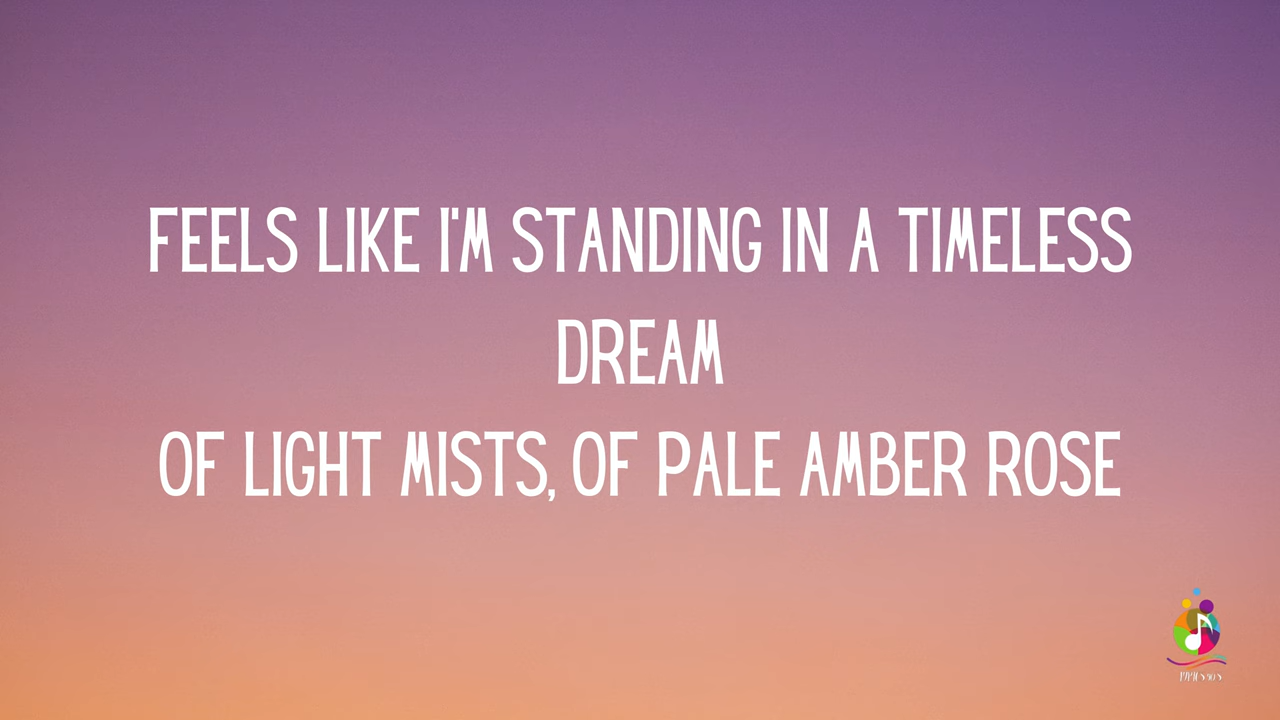 FEELS LIKE I'M STANDING IN A TIMELESS
DREAM
OF LIGHT MISTS, OF PALE AMBER ROSE